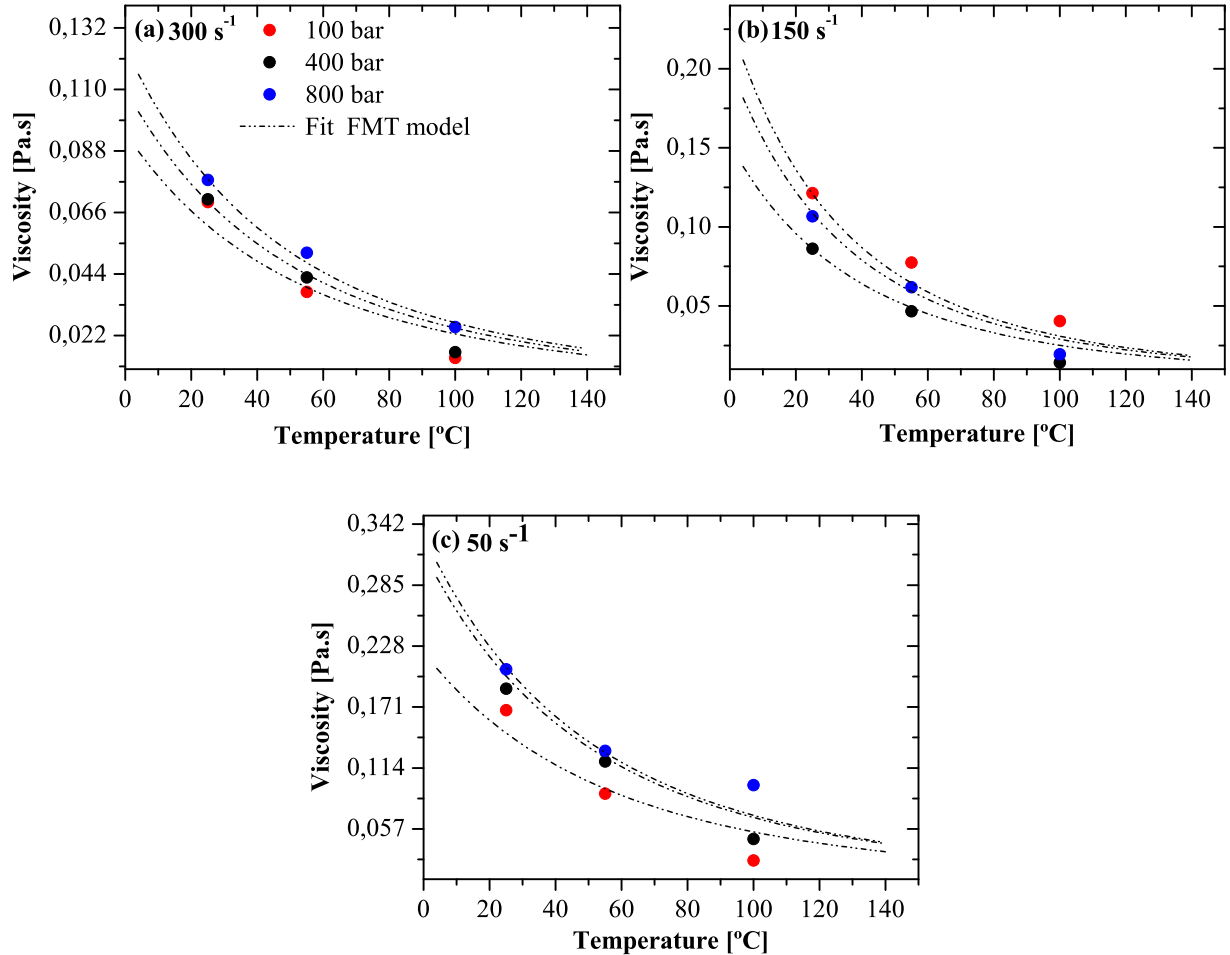 (a) 300 s⁻¹
100 bar
400 bar
800 bar
Fit FMT model
0,132
0,110
0,088
0,066
0,044
0,022
Viscosity [Pa.s]
0 20 40 60 80 100 120 140
Temperature [ºC]
(b) 150 s⁻¹
0,20
0,15
0,10
0,05
Viscosity [Pa.s]
0 20 40 60 80 100 120 140
Temperature [ºC]
(c) 50 s⁻¹
0,342
0,285
0,228
0,171
0,114
0,057
Viscosity [Pa.s]
0 20 40 60 80 100 120 140
Temperature [ºC]